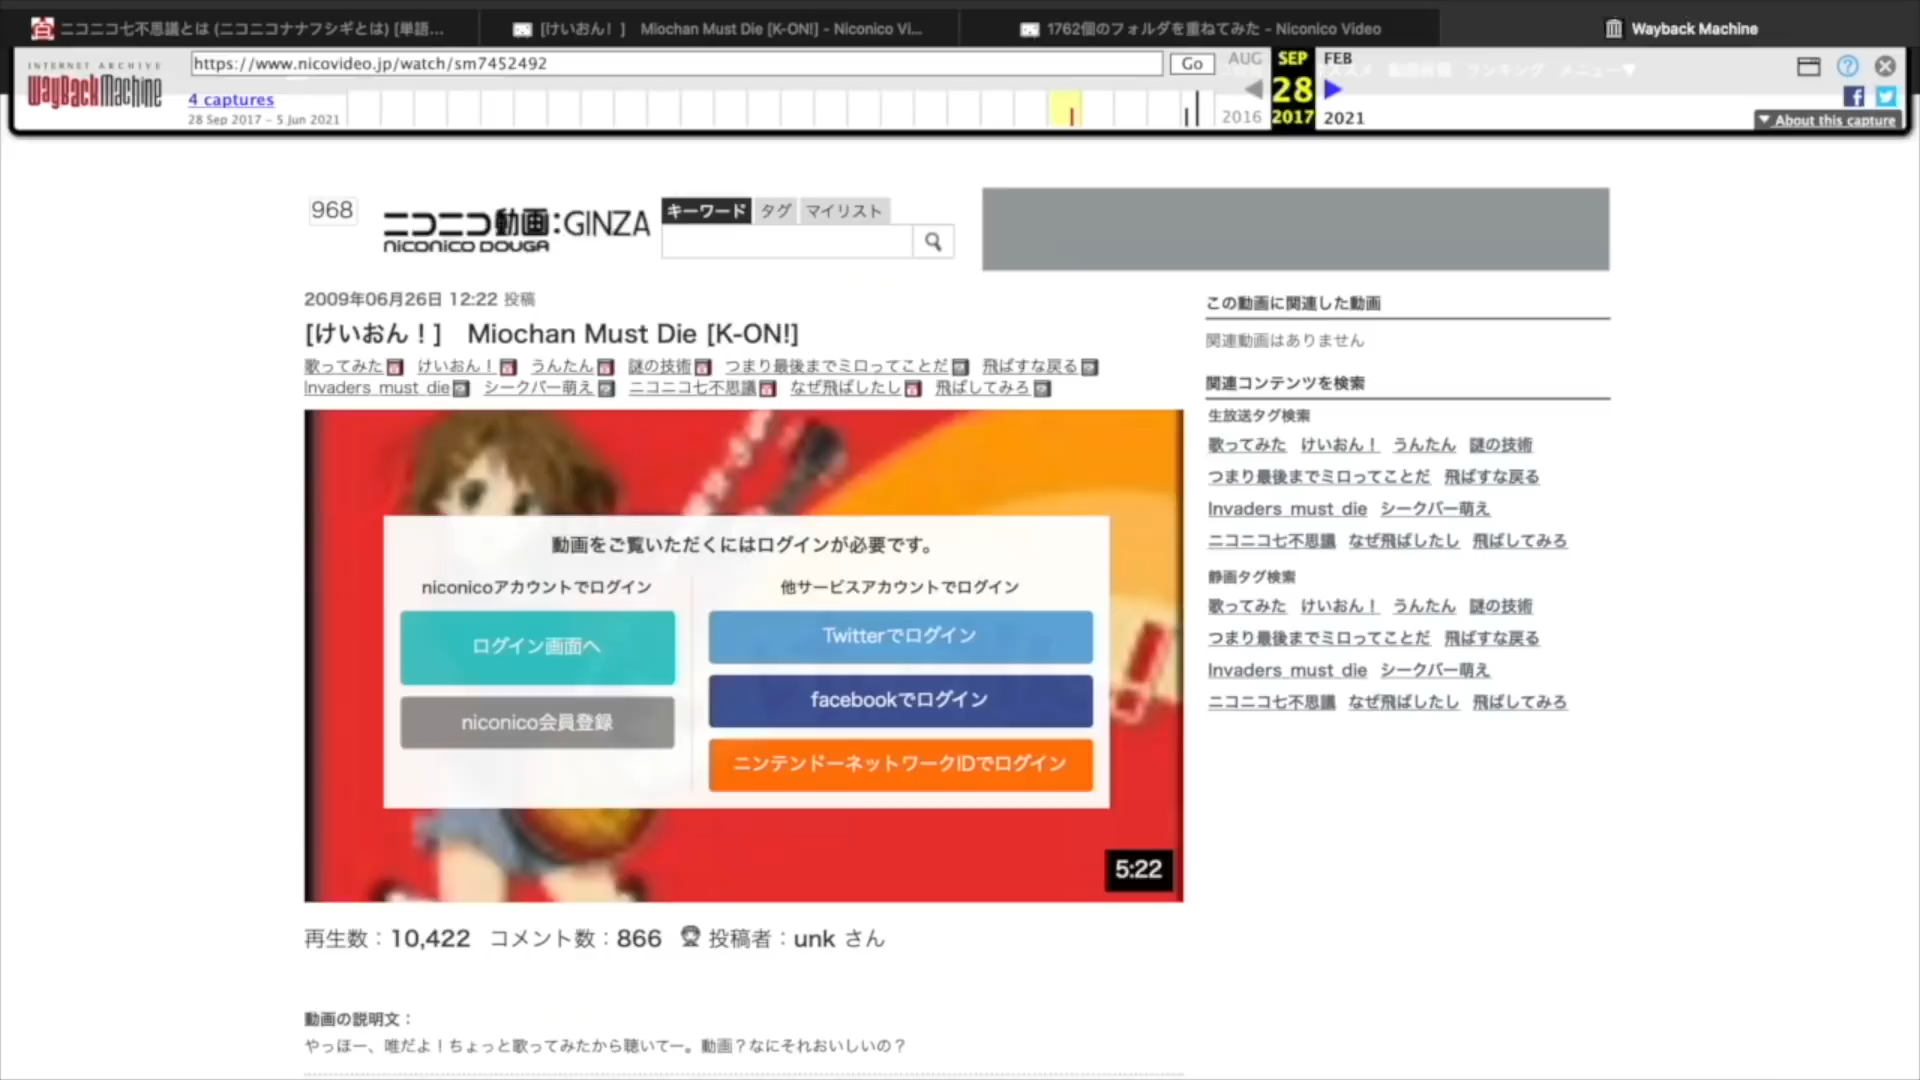 ニコニコ七不思議とは (ニコニコナナフシギとは) [単語...
[けいおん！] Miochan Must Die [K-ON!] - Niconico Vi...
1762個のフォルダを重ねてみた - Niconico Video
Wayback Machine
INTERNET ARCHIVE
WayBackMachine
https://www.nicovideo.jp/watch/sm7452492
Go
AUG SEP FEB
4 captures
28
28 Sep 2017 - 5 Jun 2021
2016 2017 2021
ランキング メニュー▼
About this capture
968
ニコニコ動画:GINZA
niconico DOUGA
キーワード タグ マイリスト
2009年06月26日 12:22 投稿
[けいおん！] Miochan Must Die [K-ON!]
歌ってみた けいおん！ うんたん 謎の技術 つまり最後までミロってことだ 飛ばすな戻る
Invaders must die シークバー萌え ニコニコ七不思議 なぜ飛ばしたし 飛ばしてみろ
動画をご覧いただくにはログインが必要です。
niconicoアカウントでログイン
ログイン画面へ
niconico会員登録
他サービスアカウントでログイン
Twitterでログイン
facebookでログイン
ニンテンドーネットワークIDでログイン
5:22
再生数：10,422 コメント数：866 投稿者：unk さん
動画の説明文：
やっほー、唯だよ！ちょっと歌ってみたから聴いてー。動画？なにそれおいしいの？
この動画に関連した動画
関連動画はありません
関連コンテンツを検索
生放送タグ検索
歌ってみた けいおん！ うんたん 謎の技術
つまり最後までミロってことだ 飛ばすな戻る
Invaders must die シークバー萌え
ニコニコ七不思議 なぜ飛ばしたし 飛ばしてみろ
静画タグ検索
歌ってみた けいおん！ うんたん 謎の技術
つまり最後までミロってことだ 飛ばすな戻る
Invaders must die シークバー萌え
ニコニコ七不思議 なぜ飛ばしたし 飛ばしてみろ